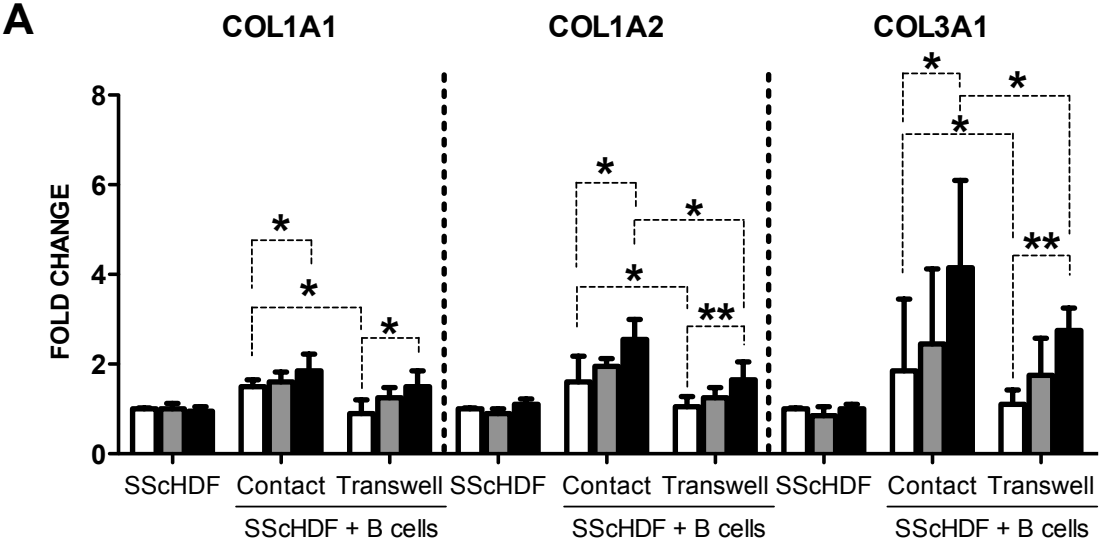 A
COL1A1 COL1A2 COL3A1
FOLD CHANGE
8
6
4
2
0
* * *
* * **
* * * **
SScHDF Contact Transwell SScHDF Contact Transwell SScHDF Contact Transwell
SScHDF + B cells SScHDF + B cells SScHDF + B cells